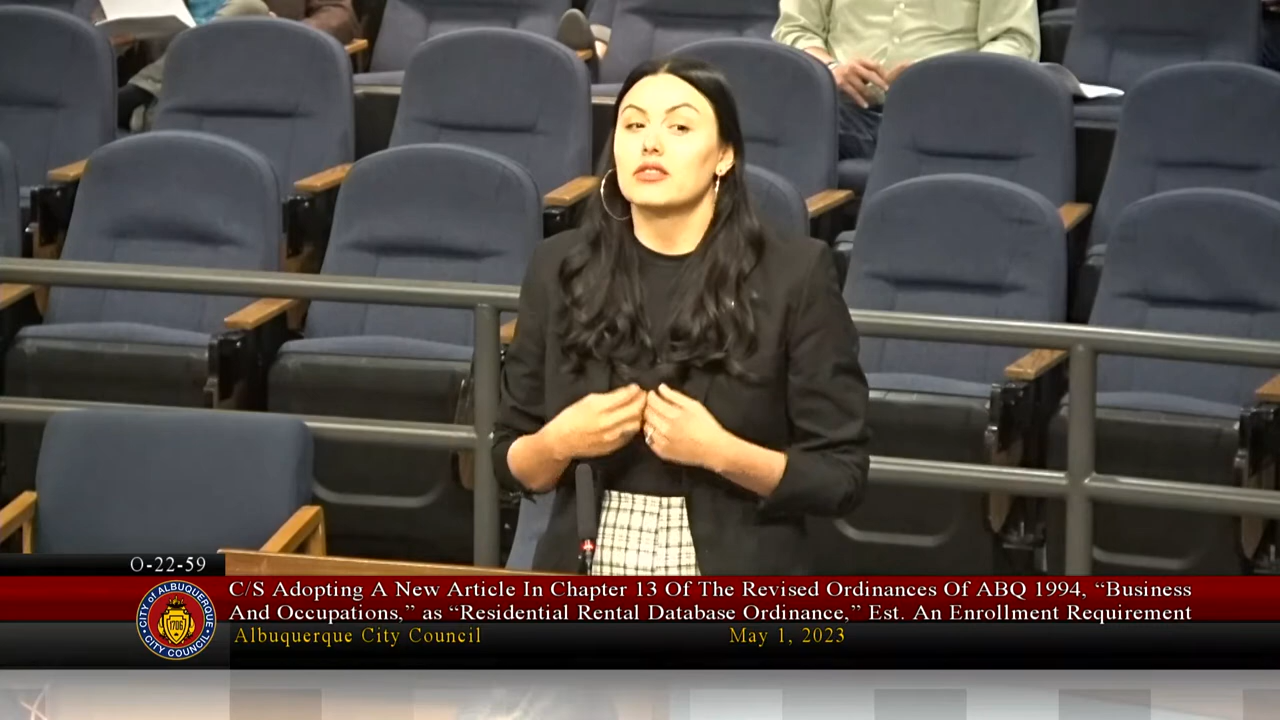 O-22-59
C/S Adopting A New Article In Chapter 13 Of The Revised Ordinances Of ABQ 1994, “Business
And Occupations,” as “Residential Rental Database Ordinance,” Est. An Enrollment Requirement
Albuquerque City Council
May 1, 2023
CITY of ALBUQUERQUE
1706
CITY COUNCIL